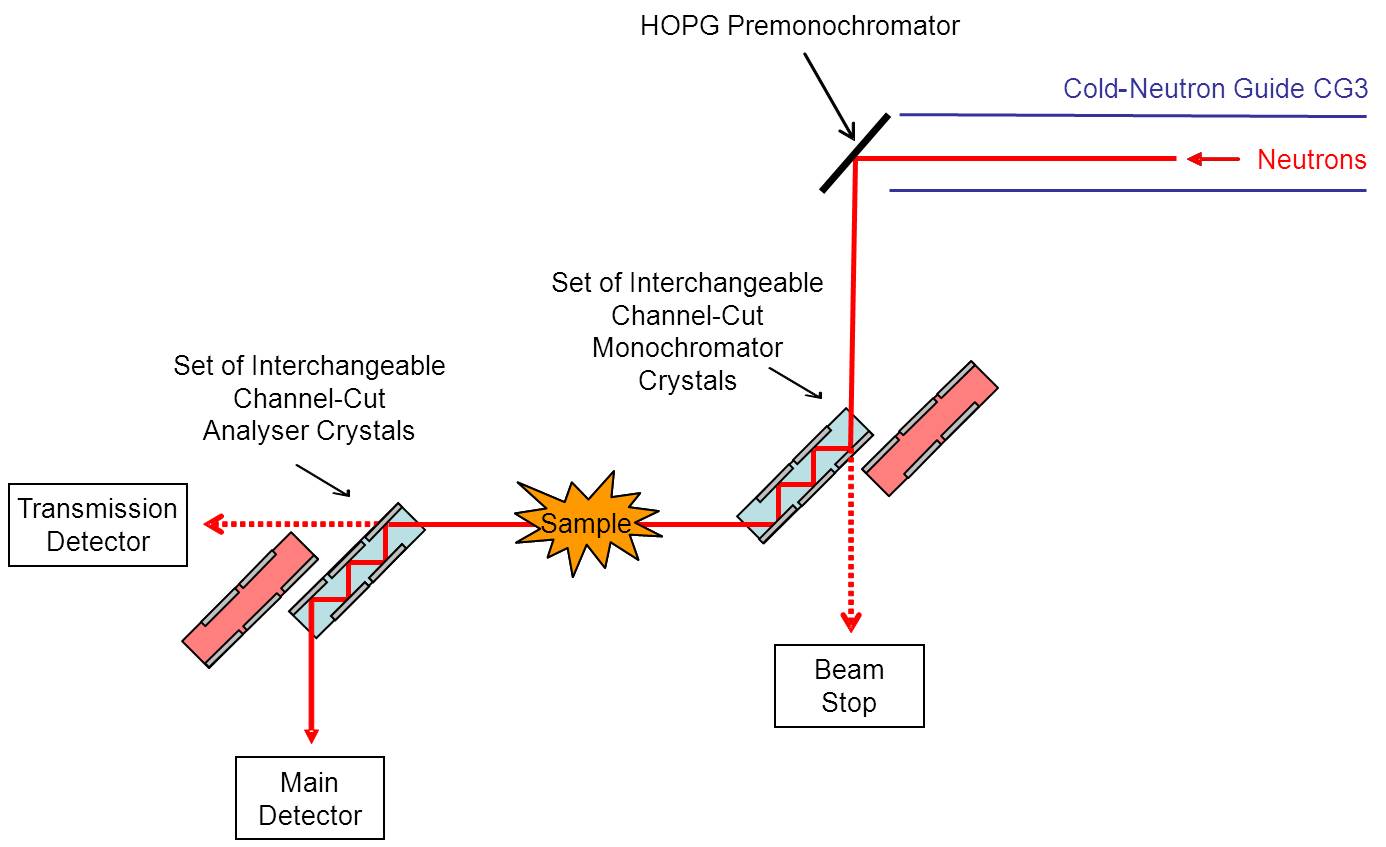 HOPG Premonochromator
Cold-Neutron Guide CG3
Neutrons
Set of Interchangeable
Channel-Cut
Monochromator
Crystals
Set of Interchangeable
Channel-Cut
Analyser Crystals
Transmission
Detector
Sample
Beam
Stop
Main
Detector